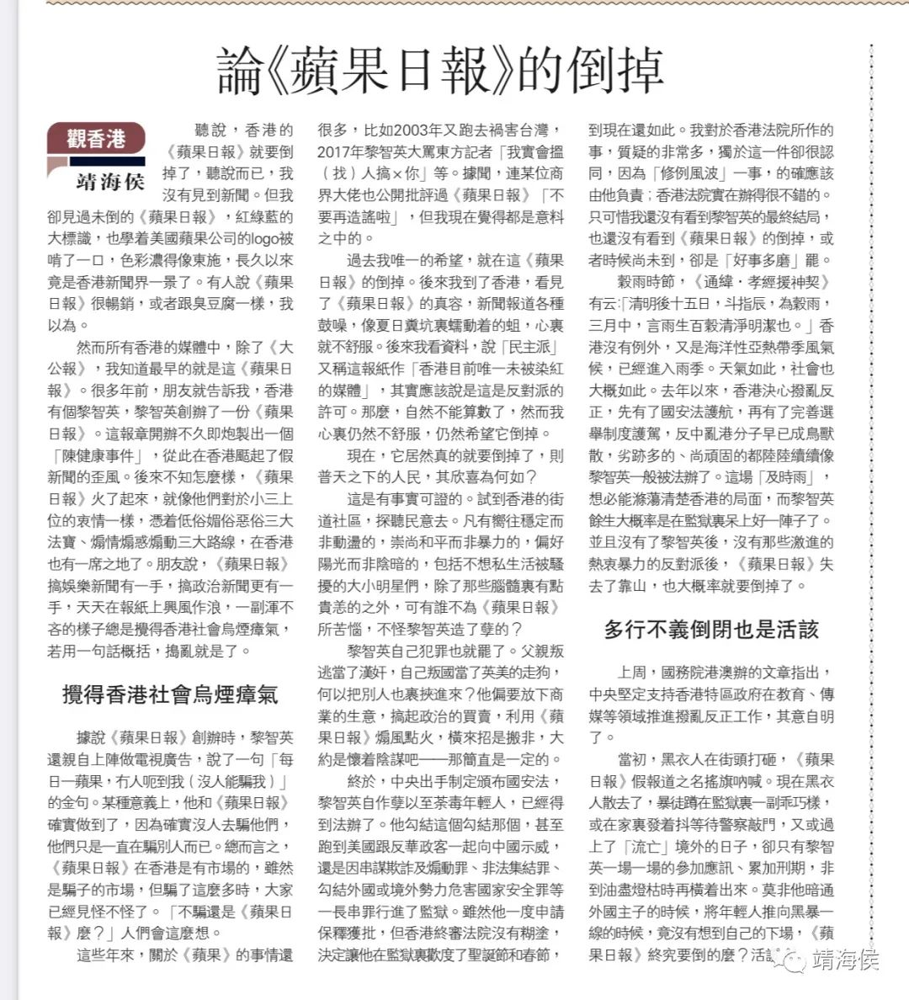 論《蘋果日報》的倒掉
觀香港
靖海侯
聽說，香港的
《蘋果日報》就要倒
掉了，聽說而已，我
沒有見到新聞。但我
卻見過未倒的《蘋果日報》，紅綠藍的
大標識，也學着美國蘋果公司的logo被
啃了一口，色彩濃得像東施，長久以來
竟是香港新聞界一景了。有人說《蘋果
日報》很暢銷，或者跟臭豆腐一樣，我
以為。
然而所有香港的媒體中，除了《大
公報》，我知道最早的就是這《蘋果日
報》。很多年前，朋友就告訴我，香港
有個黎智英，黎智英創辦了一份《蘋果
日報》。這報章開辦不久即炮製出一個
「陳健康事件」，從此在香港颳起了假
新聞的歪風。後來不知怎麼樣，《蘋果
日報》火了起來，就像他們對於小三上
位的衷情一樣，憑着低俗媚俗惡俗三大
法寶、煽情煽惑煽動三大路線，在香港
也有一席之地了。朋友說，《蘋果日報》
搞娛樂新聞有一手，搞政治新聞更有一
手，天天在報紙上興風作浪，一副渾不
吝的樣子總是攪得香港社會烏煙瘴氣，
若用一句話概括，搗亂就是了。
攪得香港社會烏煙瘴氣
據說《蘋果日報》創辦時，黎智英
還親自上陣做電視廣告，說了一句「每
日一蘋果，冇人呃到我（沒人能騙我）」
的金句。某種意義上，他和《蘋果日報》
確實做到了，因為確實沒人去騙他們，
他們只是一直在騙別人而已。總而言之，
《蘋果日報》在香港是有市場的，雖然
是騙子的市場，但騙了這麼多時，大家
已經見怪不怪了。「不騙還是《蘋果日
報》麼？」人們會這麼想。
這些年來，關於《蘋果》的事情還
很多，比如2003年又跑去禍害台灣，
2017年黎智英大罵東方記者「我實會搵
（找）人搞×你」等。據聞，連某位商
界大佬也公開批評過《蘋果日報》「不
要再造謠啦」，但我現在覺得都是意料
之中的。
過去我唯一的希望，就在這《蘋果
日報》的倒掉。後來我到了香港，看見
了《蘋果日報》的真容，新聞報道各種
鼓噪，像夏日糞坑裏蠕動着的蛆，心裏
就不舒服。後來我看資料，說「民主派」
又稱這報紙作「香港目前唯一未被染紅
的媒體」，其實應該說是這是反對派的
許可。那麼，自然不能算數了，然而我
心裏仍然不舒服，仍然希望它倒掉。
現在，它居然真的就要倒掉了，則
普天之下的人民，其欣喜為何如？
這是有事實可證的。試到香港的街
道社區，探聽民意去。凡有嚮往穩定而
非動盪的，崇尚和平而非暴力的，偏好
陽光而非陰暗的，包括不想私生活被騷
擾的大小明星們，除了那些腦髓裏有點
貴恙的之外，可有誰不為《蘋果日報》
所苦惱，不怪黎智英造了孽的？
黎智英自己犯罪也就罷了。父親叛
逃當了漢奸，自己叛國當了英美的走狗，
何以把別人也裹挾進來？他偏要放下商
業的生意，搞起政治的買賣，利用《蘋
果日報》煽風點火，橫來招是搬非，大
約是懷着陰謀吧——那簡直是一定的。
終於，中央出手制定頒布國安法，
黎智英自作孽以至荼毒年輕人，已經得
到法辦了。他勾結這個勾結那個，甚至
跑到美國跟反華政客一起向中國示威，
還是因串謀欺詐及煽動罪、非法集結罪、
勾結外國或境外勢力危害國家安全罪等
一長串罪行進了監獄。雖然他一度申請
保釋獲批，但香港終審法院沒有糊塗，
決定讓他在監獄裏歡度了聖誕節和春節，
到現在還如此。我對於香港法院所作的
事，質疑的非常多，獨於這一件卻很認
同，因為「修例風波」一事，的確應該
由他負責；香港法院實在辦得很不錯的。
只可惜我還沒有看到黎智英的最終結局，
也還沒有看到《蘋果日報》的倒掉，或
者時候尚未到，卻是「好事多磨」罷。
穀雨時節，《通緯·孝經援神契》
有云：「清明後十五日，斗指辰，為穀雨，
三月中，言雨生百穀清淨明潔也。」香
港沒有例外，又是海洋性亞熱帶季風氣
候，已經進入雨季。天氣如此，社會也
大概如此。去年以來，香港決心撥亂反
正，先有了國安法護航，再有了完善選
舉制度護駕，反中亂港分子早已成鳥獸
散，劣跡多的、尚頑固的都陸陸續續像
黎智英一般被法辦了。這場「及時雨」，
想必能滌蕩清楚香港的局面，而黎智英
餘生大概率是在監獄裏呆上好一陣子了。
並且沒有了黎智英後，沒有那些激進的
熱衷暴力的反對派後，《蘋果日報》失
去了靠山，也大概率就要倒掉了。
多行不義倒閉也是活該
上周，國務院港澳辦的文章指出，
中央堅定支持香港特區政府在教育、傳
媒等領域推進撥亂反正工作，其意自明
了。
當初，黑衣人在街頭打砸，《蘋果
日報》假報道之名搖旗吶喊。現在黑衣
人散去了，暴徒蹲在監獄裏一副乖巧樣，
或在家裏發着抖等待警察敲門，又或過
上了「流亡」境外的日子，卻只有黎智
英一場一場的參加應訊、累加刑期，非
到油盡燈枯時再橫着出來。莫非他暗通
外國主子的時候，將年輕人推向黑暴一
線的時候，竟沒有想到自己的下場，《蘋
果日報》終究要倒的麼？活
靖海侯